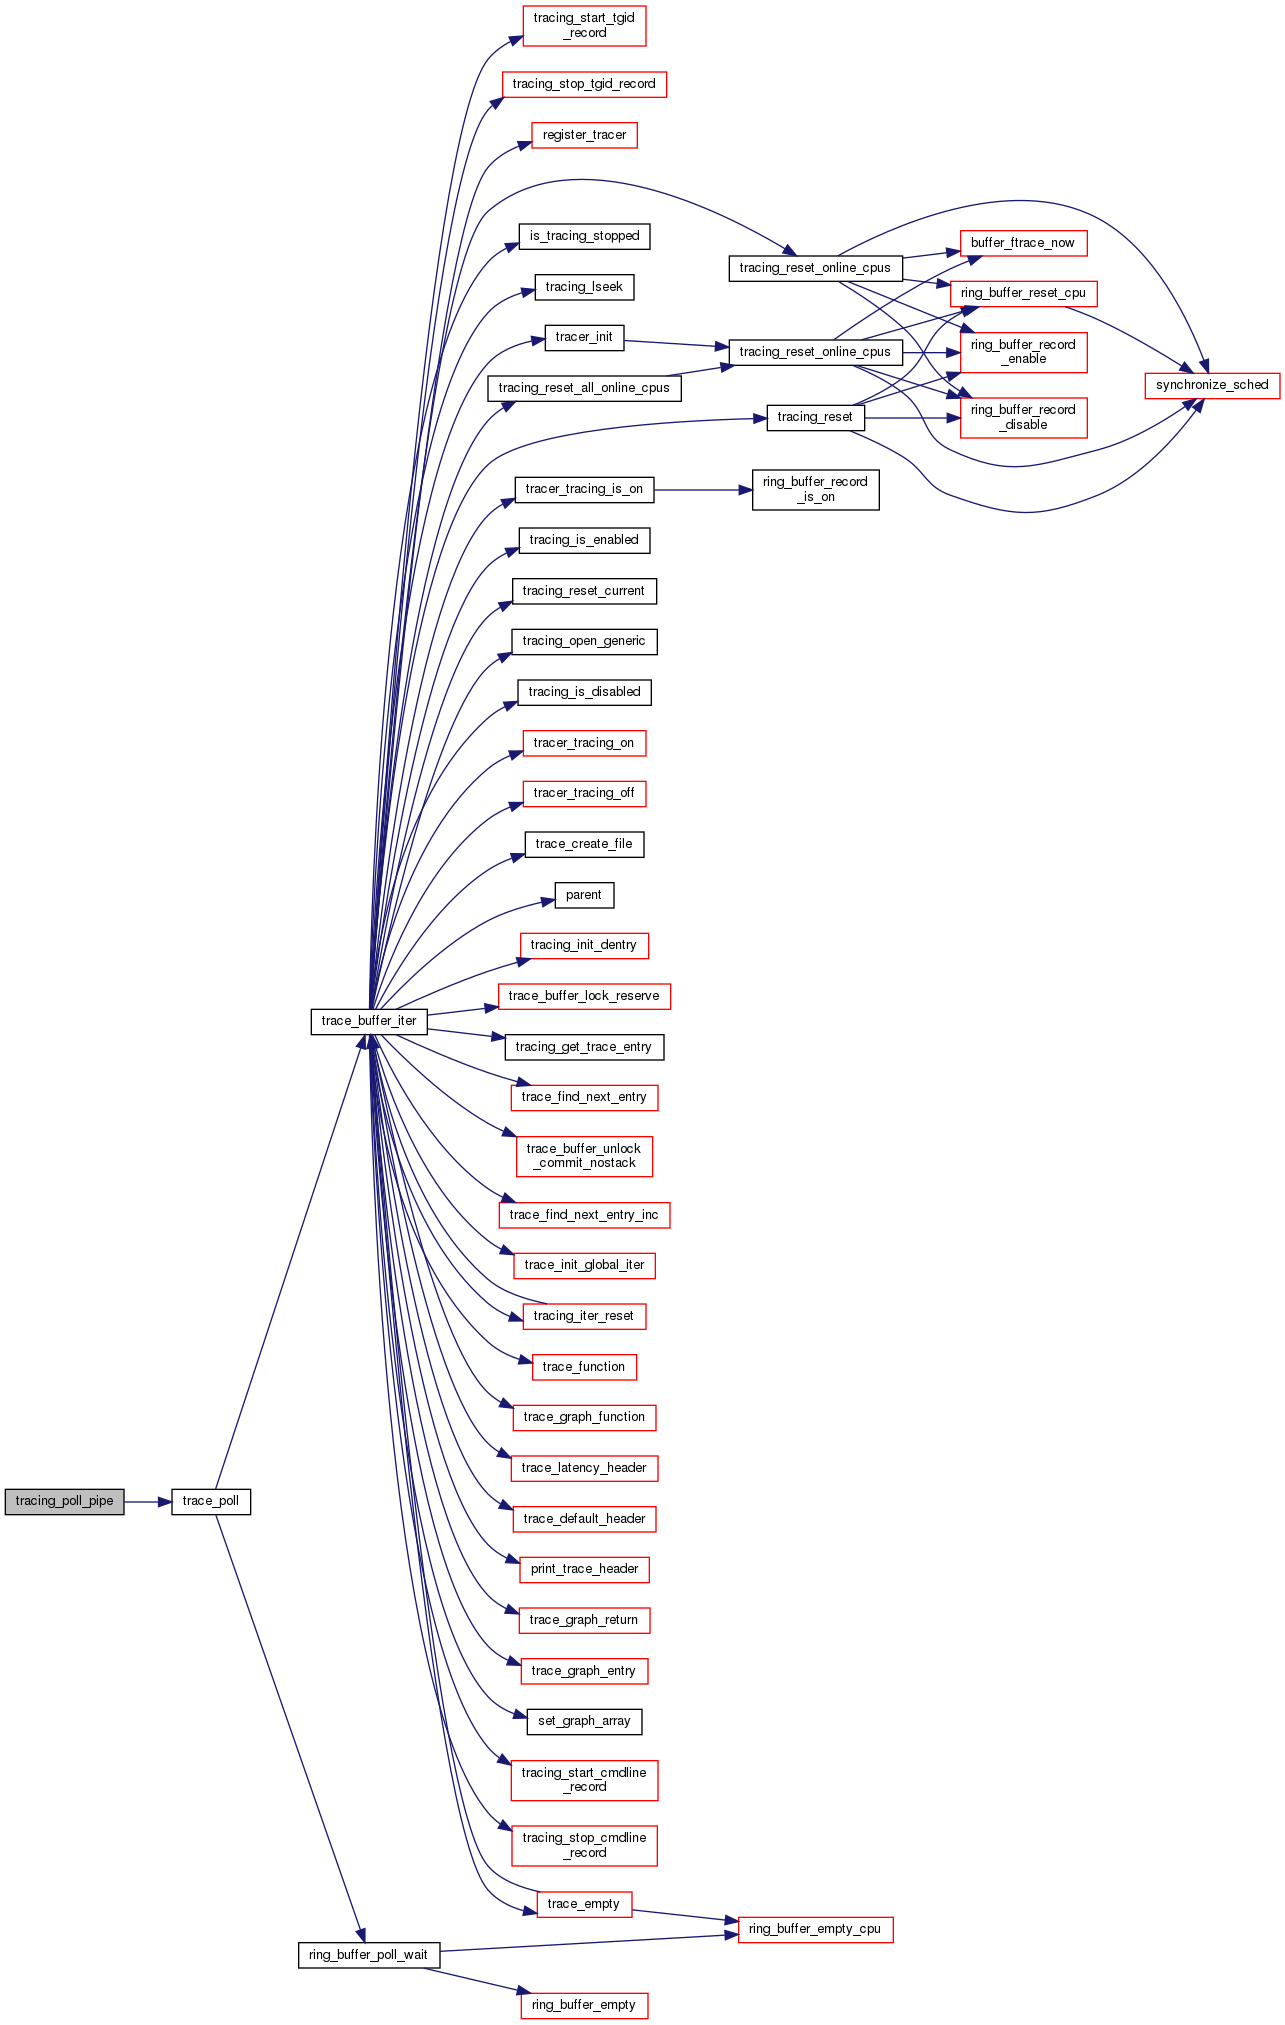 tracing_start_tgid
_record
tracing_stop_tgid_record
register_tracer
is_tracing_stopped
tracing_lseek
tracer_init
tracing_reset_all_online_cpus
tracing_reset_online_cpus
tracing_reset_online_cpus
tracing_reset
buffer_ftrace_now
ring_buffer_reset_cpu
ring_buffer_record
_enable
ring_buffer_record
_disable
synchronize_sched
tracer_tracing_is_on
ring_buffer_record
_is_on
tracing_is_enabled
tracing_reset_current
tracing_open_generic
tracing_is_disabled
tracer_tracing_on
tracer_tracing_off
trace_create_file
parent
tracing_init_dentry
trace_buffer_lock_reserve
trace_buffer_iter
tracing_get_trace_entry
trace_find_next_entry
trace_buffer_unlock
_commit_nostack
trace_find_next_entry_inc
trace_init_global_iter
tracing_iter_reset
trace_function
trace_graph_function
trace_latency_header
tracing_poll_pipe
trace_poll
trace_default_header
print_trace_header
trace_graph_return
trace_graph_entry
set_graph_array
tracing_start_cmdline
_record
tracing_stop_cmdline
_record
trace_empty
ring_buffer_empty_cpu
ring_buffer_poll_wait
ring_buffer_empty